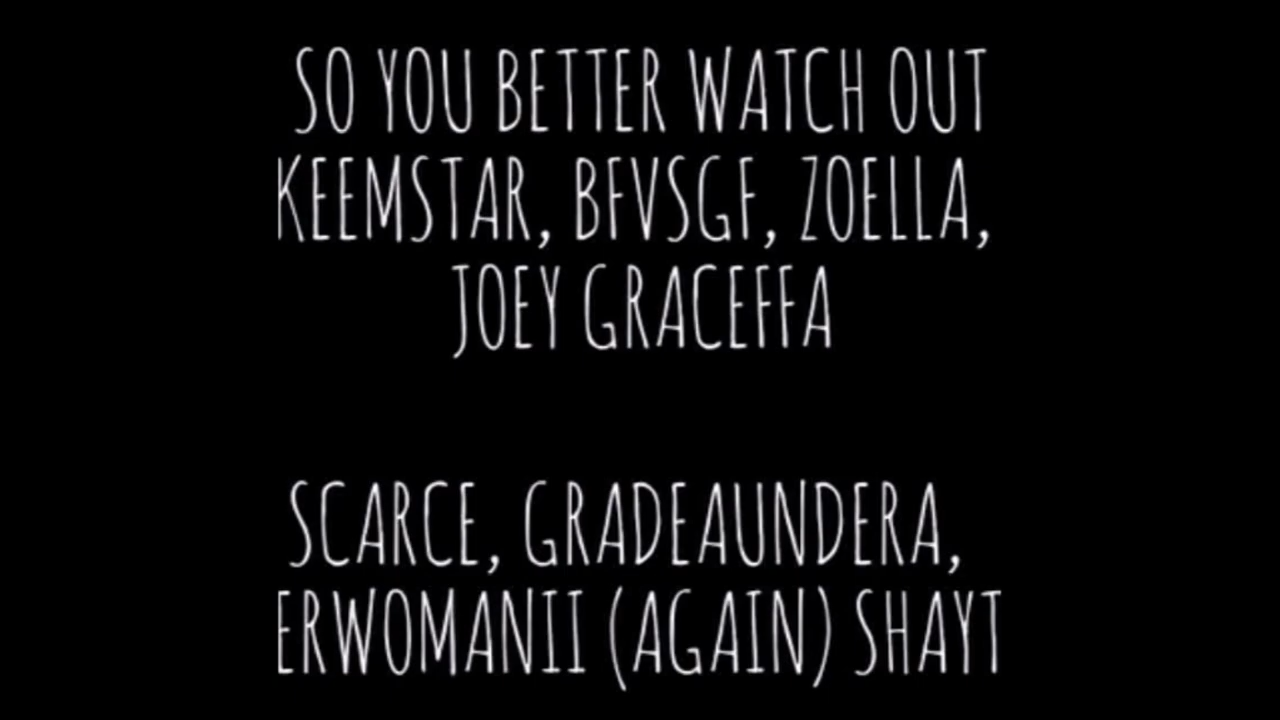 SO YOU BETTER WATCH OUT
KEEMSTAR, BFVSGF, ZOELLA,
JOEY GRACEFFA
SCARCE, GRADEAUNDERA,
ERWOMANII (AGAIN) SHAYT